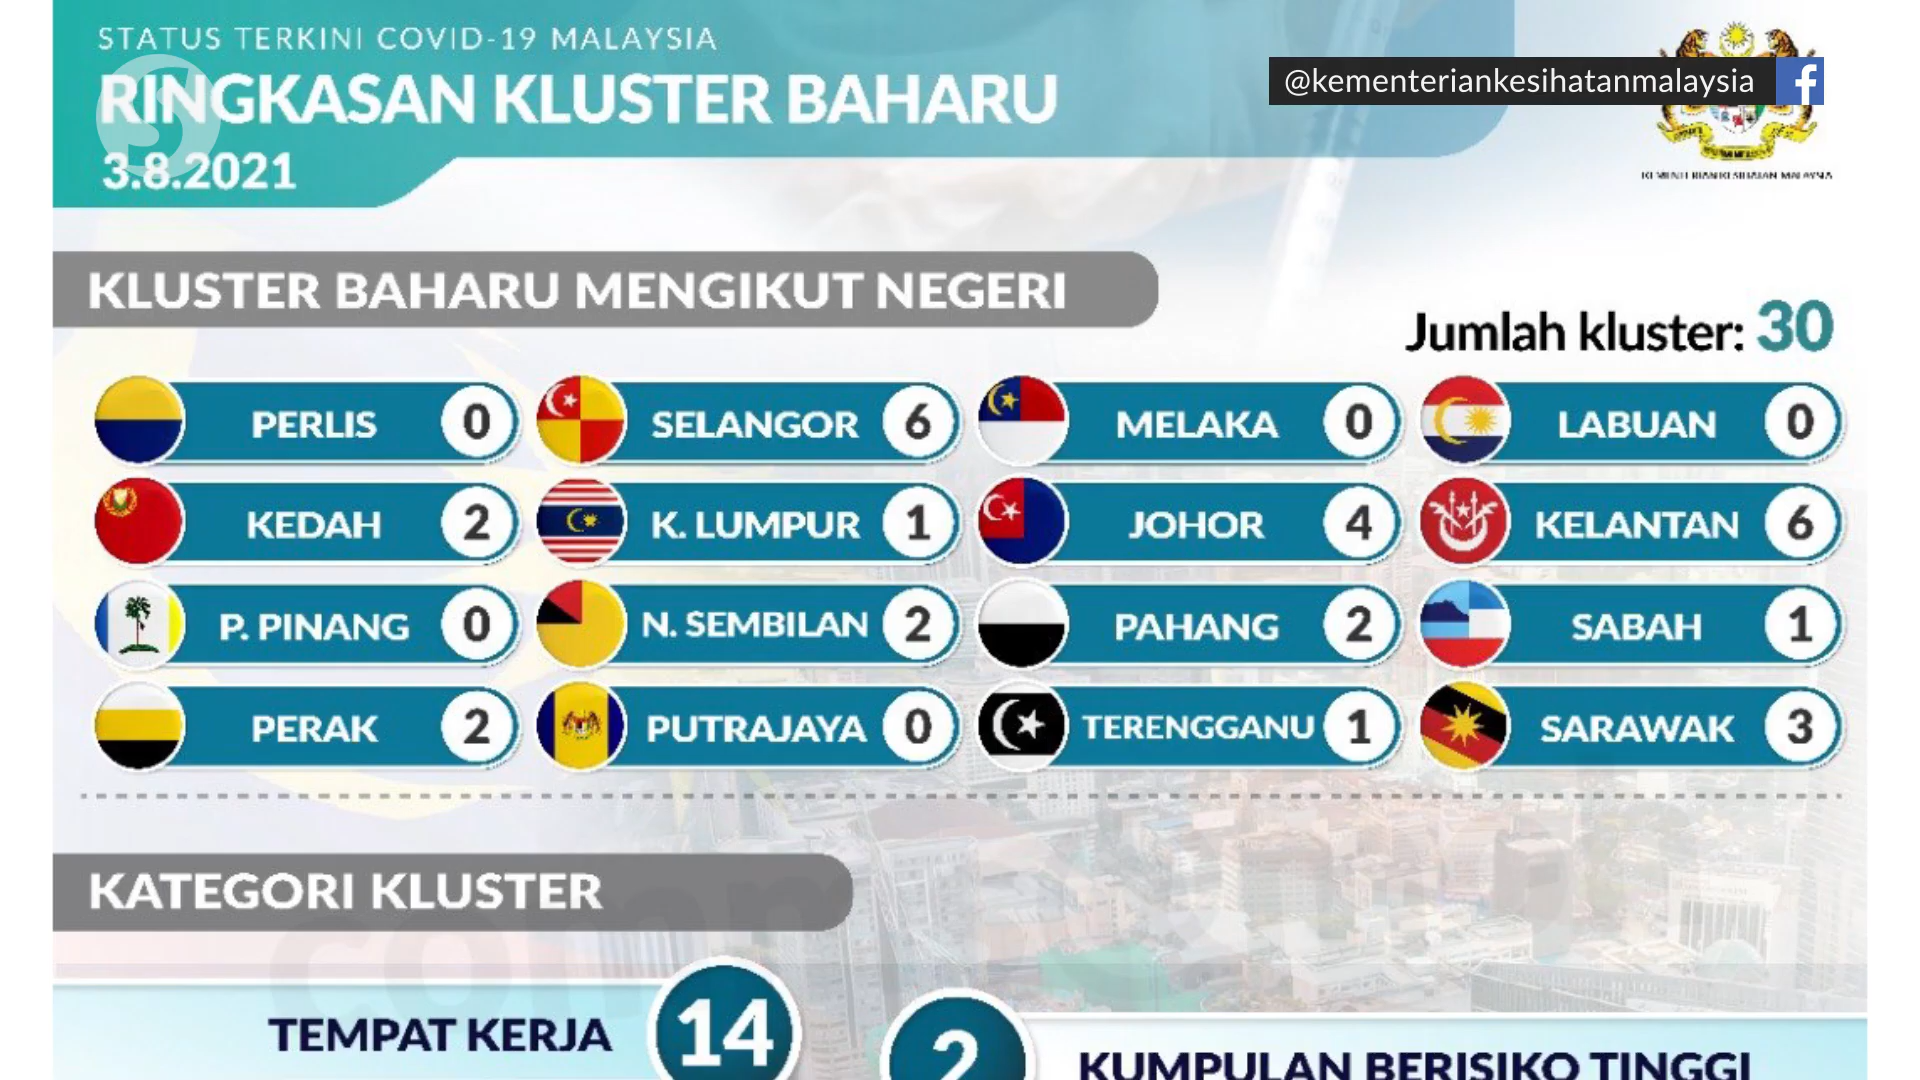 STATUS TERKINI COVID-19 MALAYSIA
RINGKASAN KLUSTER BAHARU
3.8.2021
@kementeriankesihatanmalaysia
KEMENTERIAN KESIHATAN MALAYSIA
KLUSTER BAHARU MENGIKUT NEGERI
Jumlah kluster: 30
PERLIS 0
SELANGOR 6
MELAKA 0
LABUAN 0
KEDAH 2
K. LUMPUR 1
JOHOR 4
KELANTAN 6
P. PINANG 0
N. SEMBILAN 2
PAHANG 2
SABAH 1
PERAK 2
PUTRAJAYA 0
TERENGGANU 1
SARAWAK 3
KATEGORI KLUSTER
TEMPAT KERJA 14
2 KUMPULAN BERISIKO TINGGI